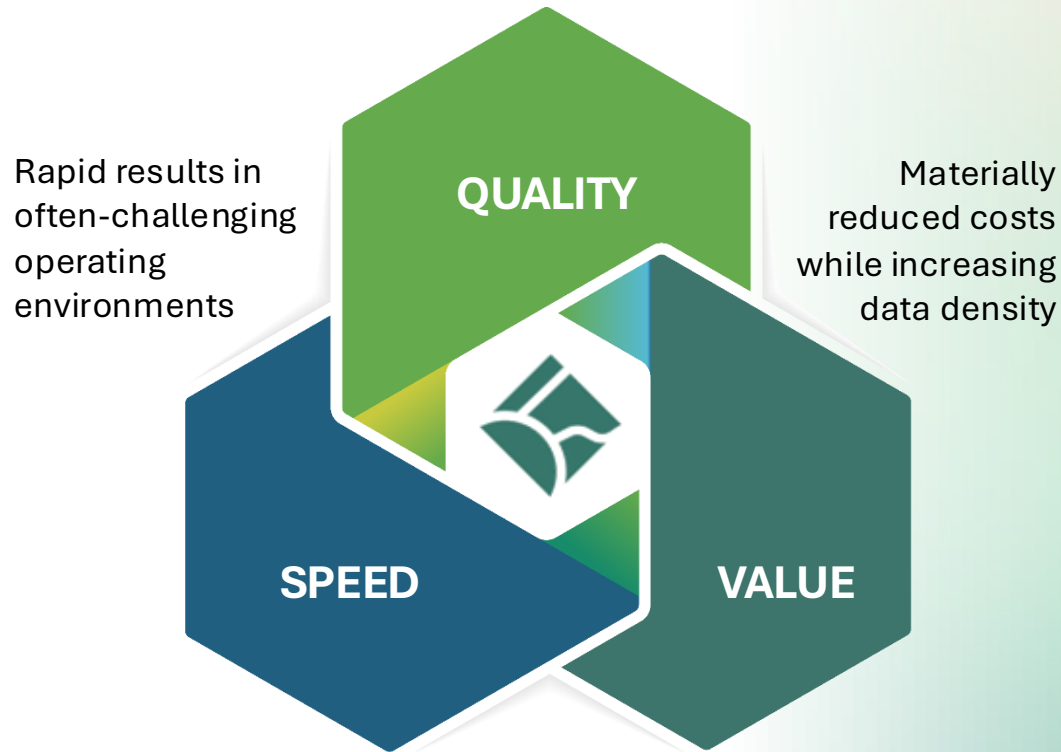 QUALITY
Rapid results in
often-challenging
operating
environments
Materially
reduced costs
while increasing
data density
SPEED
VALUE